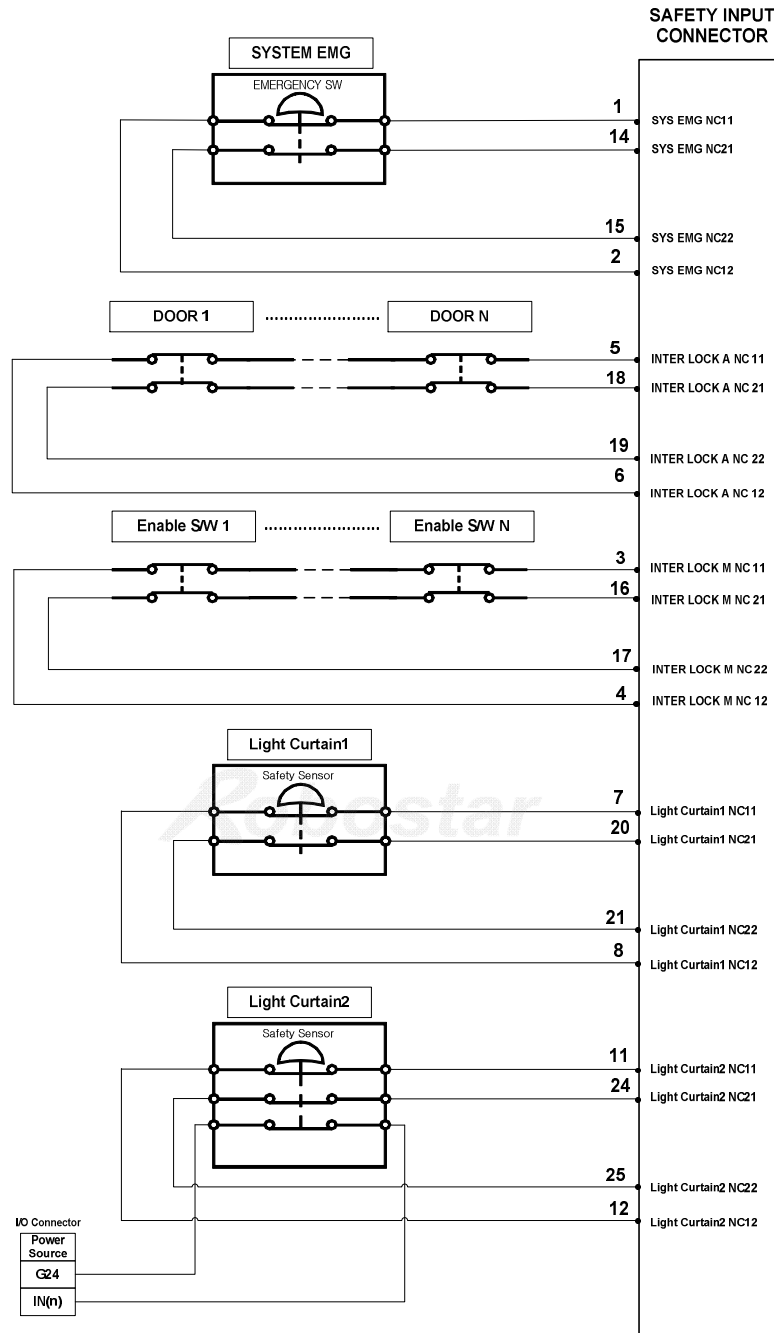 SAFETY INPUT
CONNECTOR
SYSTEM EMG
EMERGENCY SW
1
SYS EMG NC11
14
SYS EMG NC21
15
SYS EMG NC22
2
SYS EMG NC12
DOOR 1
....................
DOOR N
5
INTER LOCK A NC 11
18
INTER LOCK A NC 21
19
INTER LOCK A NC 22
6
INTER LOCK A NC 12
Enable S/W 1
....................
Enable S/W N
3
INTER LOCK M NC 11
16
INTER LOCK M NC 21
17
INTER LOCK M NC 22
4
INTER LOCK M NC 12
Light Curtain1
Safety Sensor
Robostar
7
Light Curtain1 NC11
20
Light Curtain1 NC21
21
Light Curtain1 NC22
8
Light Curtain1 NC12
Light Curtain2
Safety Sensor
11
Light Curtain2 NC11
24
Light Curtain2 NC21
25
Light Curtain2 NC22
12
Light Curtain2 NC12
I/O Connector
Power
Source
G24
IN(n)